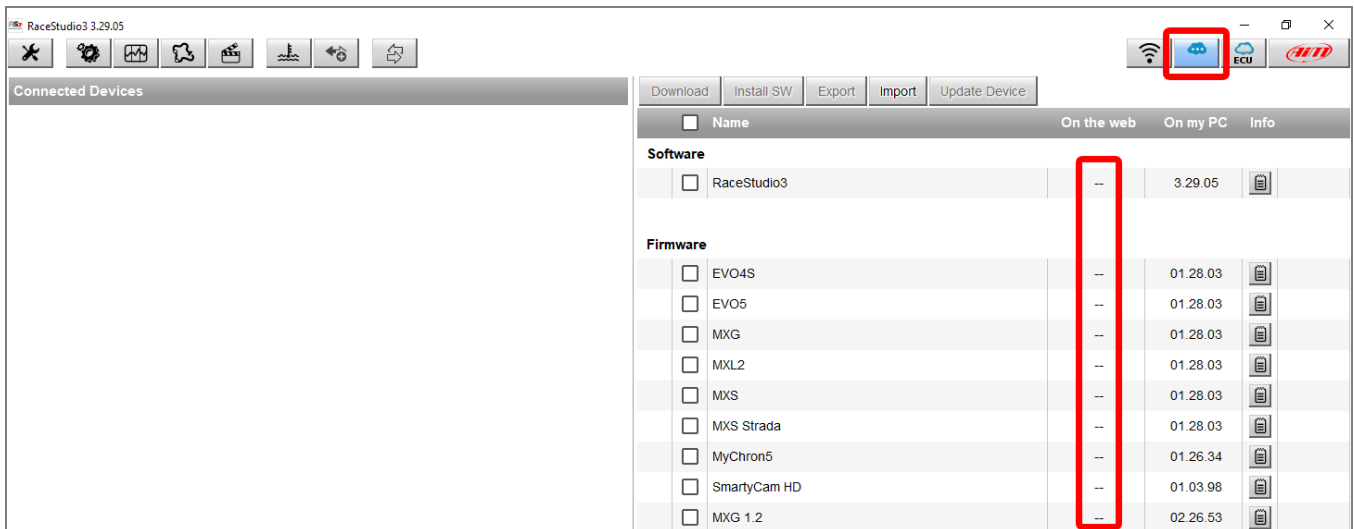 RaceStudio3 3.29.05
ECU
AiM
Connected Devices
Download Install SW Export Import Update Device
Name On the web On my PC Info
Software
RaceStudio3 -- 3.29.05
Firmware
EVO4S -- 01.28.03
EVO5 -- 01.28.03
MXG -- 01.28.03
MXL2 -- 01.28.03
MXS -- 01.28.03
MXS Strada -- 01.28.03
MyChron5 -- 01.26.34
SmartyCam HD -- 01.03.98
MXG 1.2 -- 02.26.53